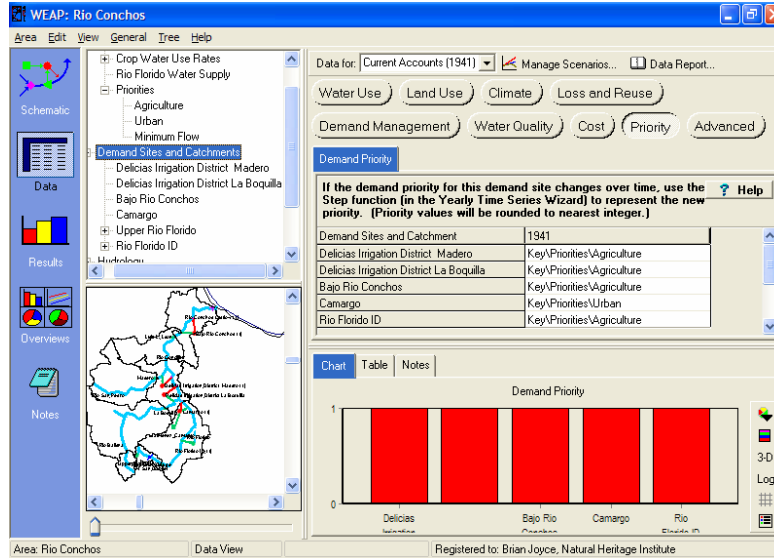 WEAP: Rio Conchos
Area Edit View General Tree Help
Schematic
Data
Results
Overviews
Notes
Crop Water Use Rates
Rio Florido Water Supply
Priorities
Agriculture
Urban
Minimum Flow
Demand Sites and Catchments
Delicias Irrigation District Madero
Delicias Irrigation District La Boquilla
Bajo Rio Conchos
Camargo
Upper Rio Florido
Rio Florido ID
Hydrology
Data for: Current Accounts (1941) Manage Scenarios... Data Report...
Water Use Land Use Climate Loss and Reuse
Demand Management Water Quality Cost Priority Advanced
Demand Priority
If the demand priority for this demand site changes over time, use the
Step function (in the Yearly Time Series Wizard) to represent the new
priority. (Priority values will be rounded to nearest integer.)
? Help
Demand Sites and Catchment 1941
Delicias Irrigation District Madero Key\Priorities\Agriculture
Delicias Irrigation District La Boquilla Key\Priorities\Agriculture
Bajo Rio Conchos Key\Priorities\Agriculture
Camargo Key\Priorities\Urban
Rio Florido ID Key\Priorities\Agriculture
Chart Table Notes
Demand Priority
1
0
Delicias Bajo Rio Camargo Rio
Irrigation Conchos Florido ID
3-D
Log
Area: Rio Conchos Data View Registered to: Brian Joyce, Natural Heritage Institute